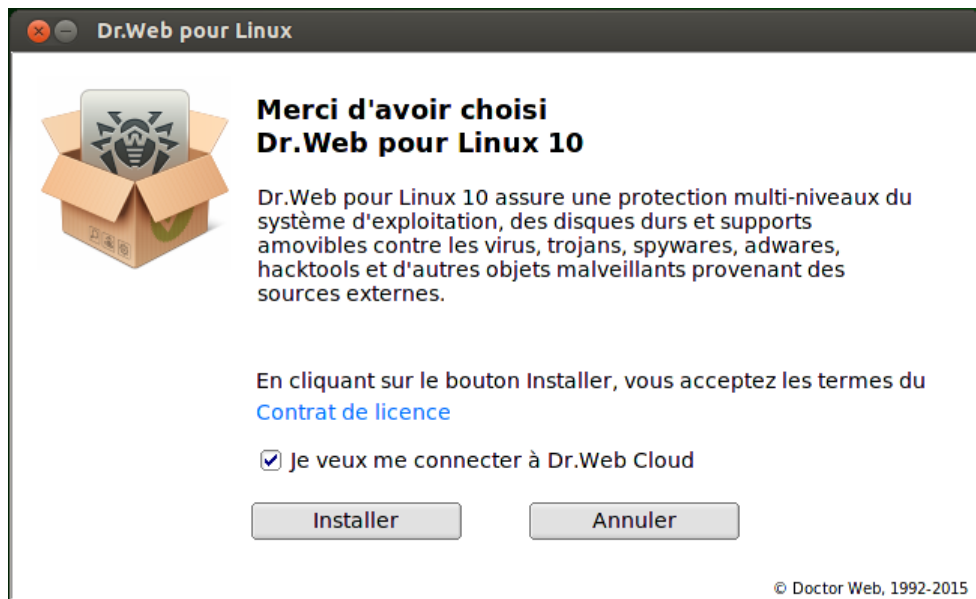 Dr.Web pour Linux
Merci d'avoir choisi
Dr.Web pour Linux 10
Dr.Web pour Linux 10 assure une protection multi-niveaux du
système d'exploitation, des disques durs et supports
amovibles contre les virus, trojans, spywares, adwares,
hacktools et d'autres objets malveillants provenant des
sources externes.
En cliquant sur le bouton Installer, vous acceptez les termes du
Contrat de licence
Je veux me connecter à Dr.Web Cloud
Installer Annuler
© Doctor Web, 1992-2015